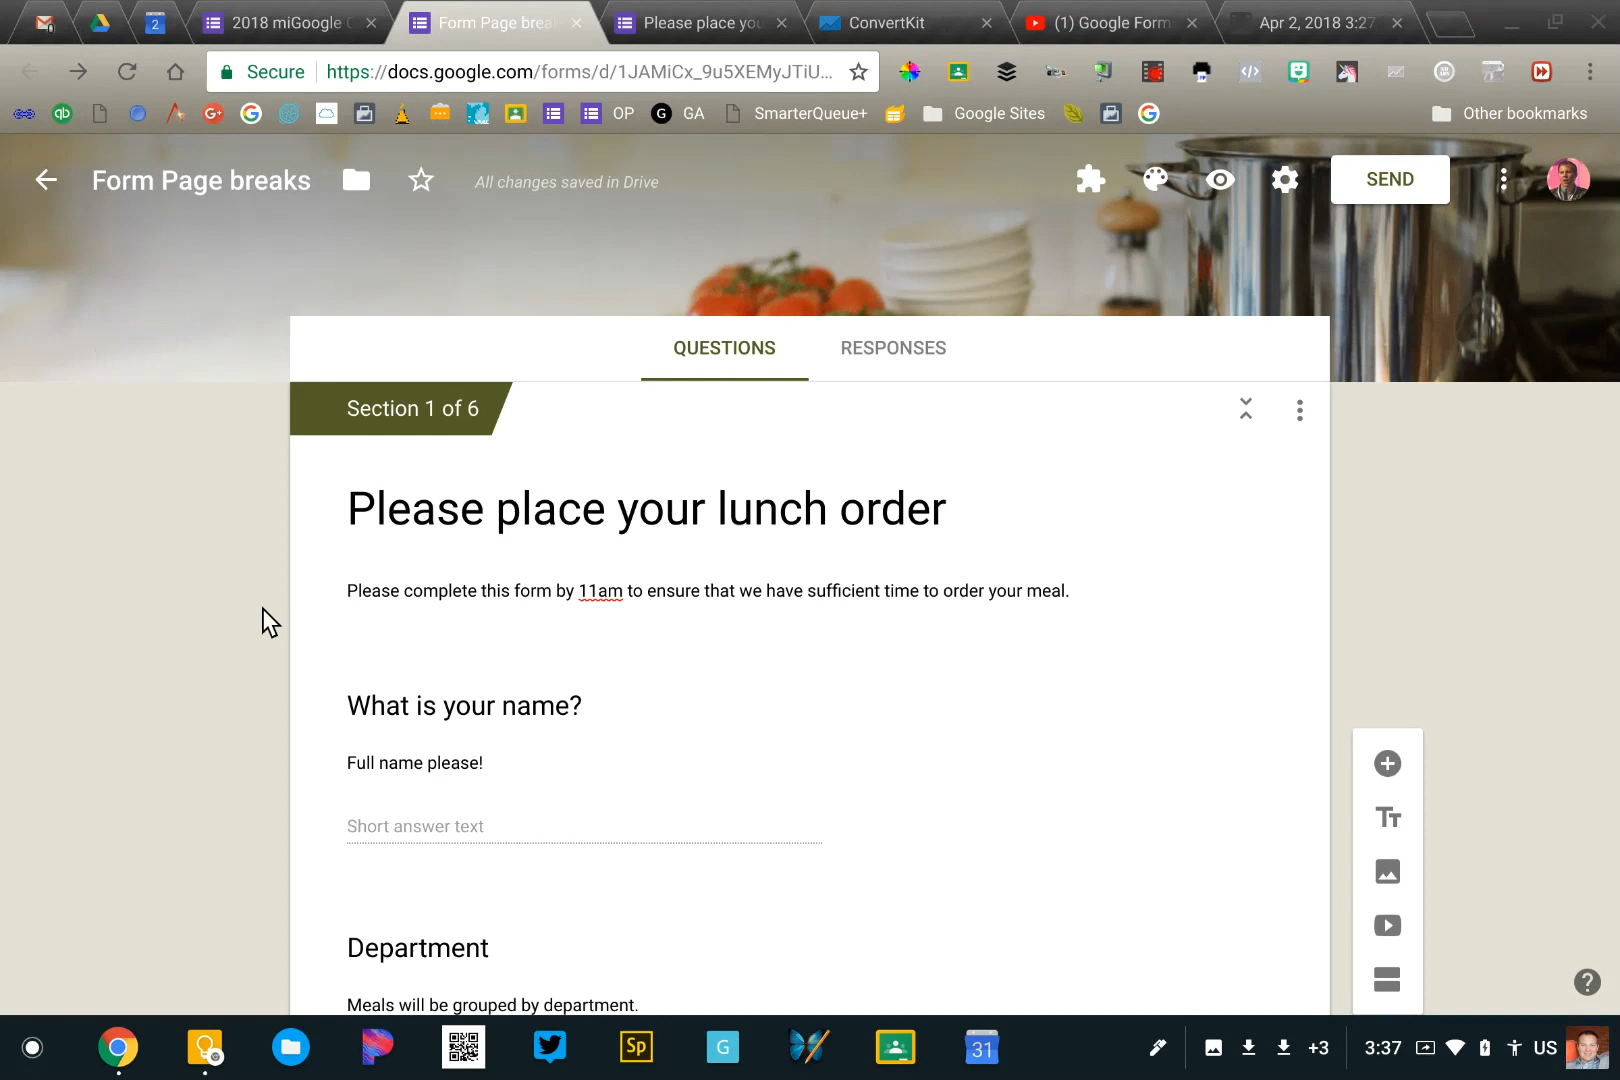 2018 miGoogle C
Form Page brea
Please place you
ConvertKit
(1) Google Form
Apr 2, 2018 3:27
Secure
https://docs.google.com/forms/d/1JAMiCx_9u5XEMyJTiU...
OP
GA
SmarterQueue+
Google Sites
Other bookmarks
Form Page breaks
All changes saved in Drive
SEND
QUESTIONS
RESPONSES
Section 1 of 6
Please place your lunch order
Please complete this form by 11am to ensure that we have sufficient time to order your meal.
What is your name?
Full name please!
Short answer text
Department
Meals will be grouped by department.
Sp
G
31
+3
3:37
US